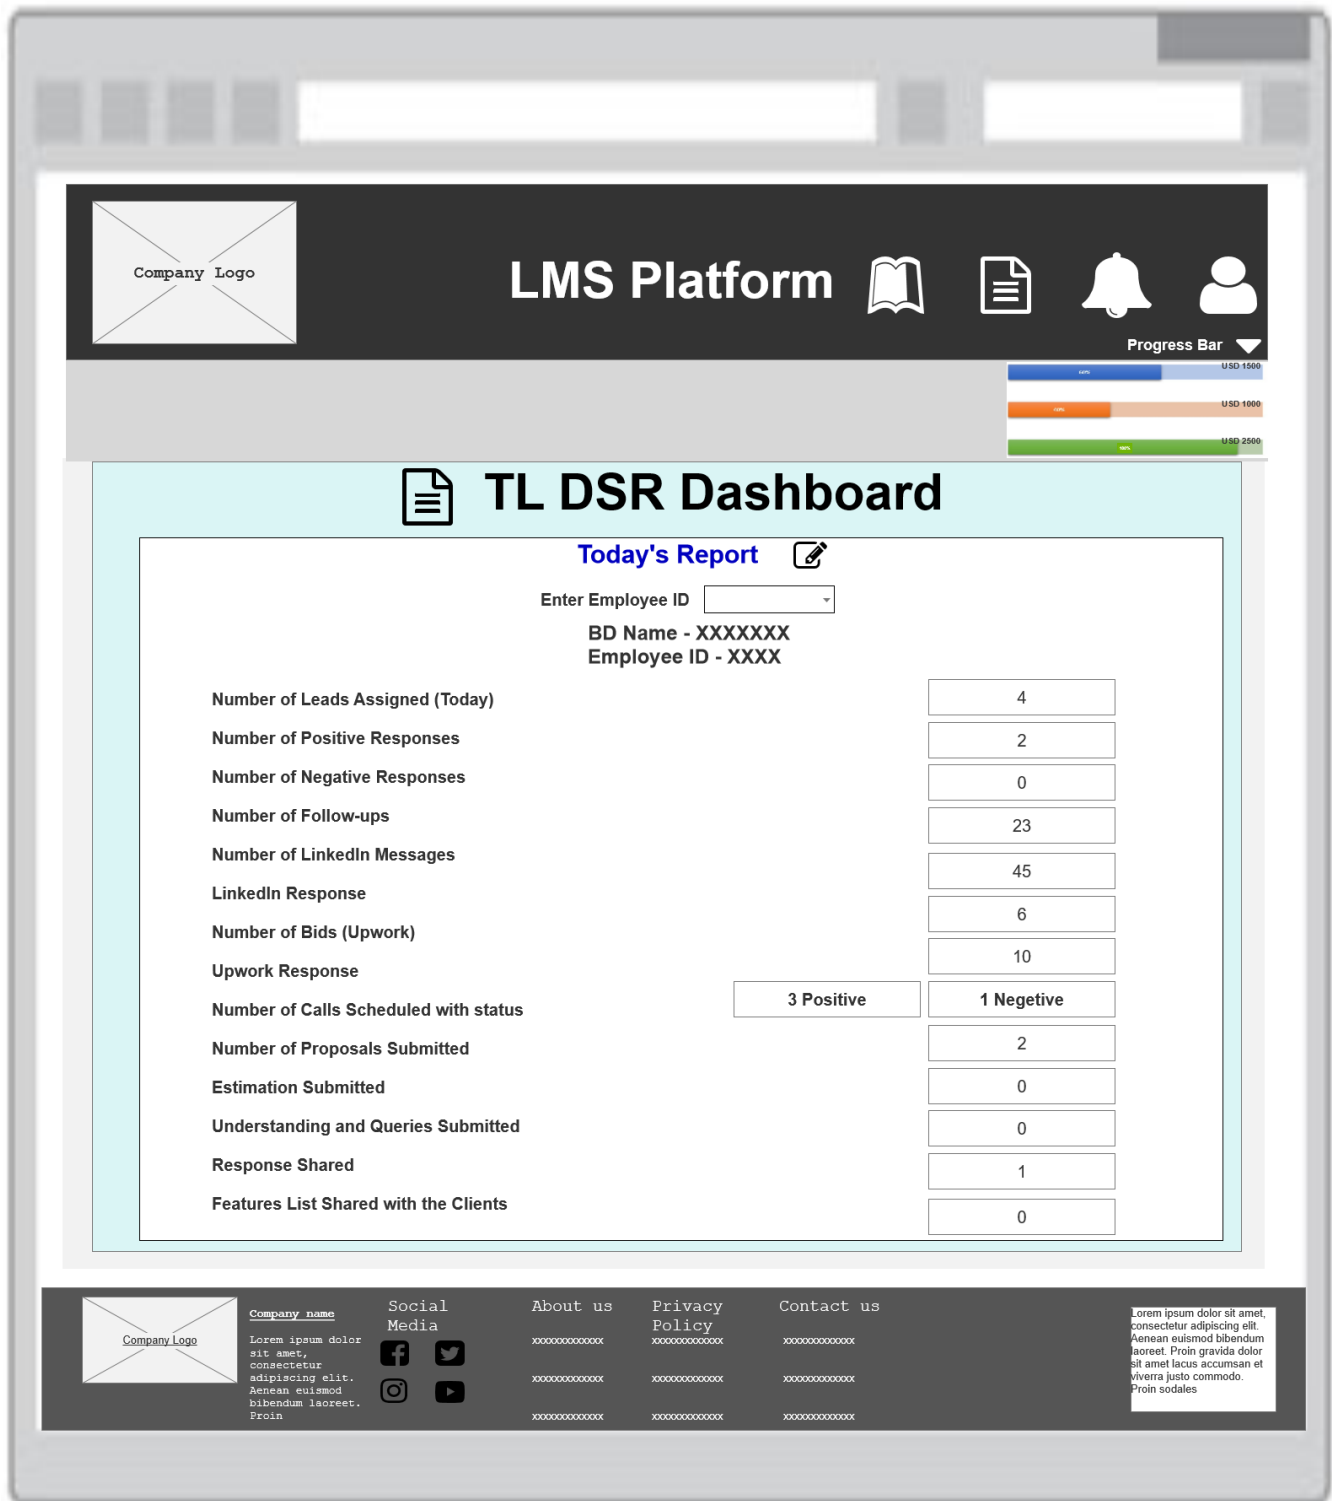 Company Logo
LMS Platform
Progress Bar
USD 1500
USD 1000
USD 2500
TL DSR Dashboard
Today's Report
Enter Employee ID
BD Name - XXXXXXX
Employee ID - XXXX
Number of Leads Assigned (Today)
4
Number of Positive Responses
2
Number of Negative Responses
0
Number of Follow-ups
23
Number of LinkedIn Messages
45
LinkedIn Response
6
Number of Bids (Upwork)
10
Upwork Response
3 Positive
1 Negetive
Number of Calls Scheduled with status
2
Number of Proposals Submitted
0
Estimation Submitted
0
Understanding and Queries Submitted
1
Response Shared
0
Features List Shared with the Clients
Company Logo
Company name
Lorem ipsum dolor
sit amet,
consectetur
adipiscing elit.
Aenean euismod
bibendum laoreet.
Proin
Social
Media
About us
xxxxxxxxxxxxx
xxxxxxxxxxxxx
xxxxxxxxxxxxx
Privacy
Policy
xxxxxxxxxxxxx
xxxxxxxxxxxxx
xxxxxxxxxxxxx
Contact us
xxxxxxxxxxxxx
xxxxxxxxxxxxx
xxxxxxxxxxxxx
Lorem ipsum dolor sit amet,
consectetur adipiscing elit.
Aenean euismod bibendum
laoreet. Proin gravida dolor
sit amet lacus accumsan et
viverra justo commodo.
Proin sodales